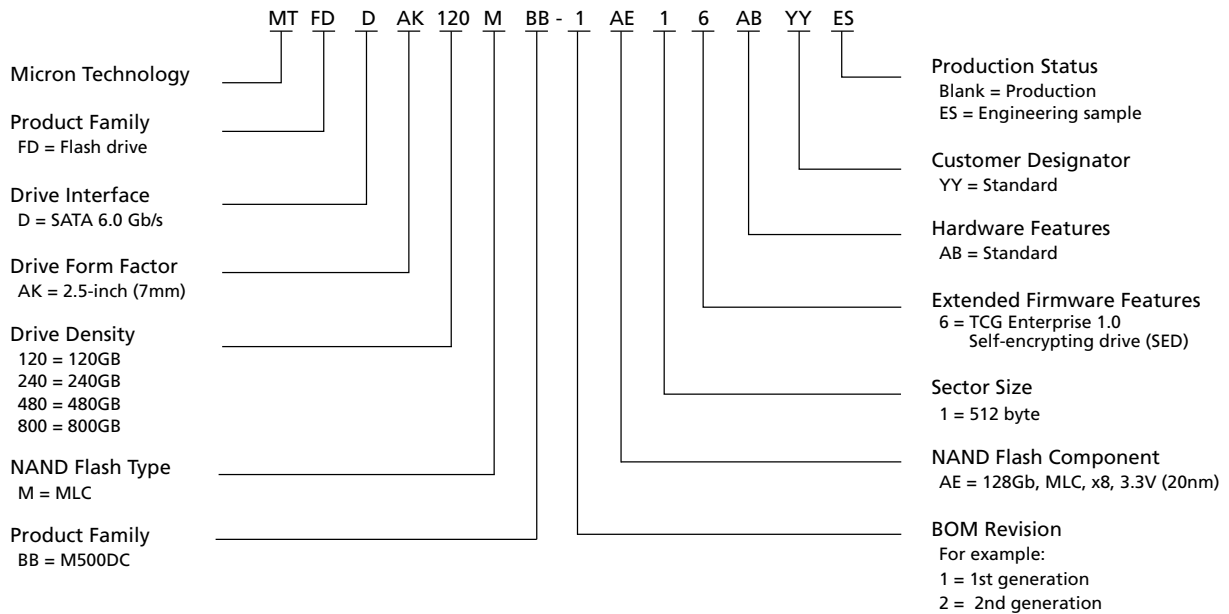 MT FD D AK 120 M BB - 1 AE 1 6 AB YY ES
Micron Technology
Product Family
FD = Flash drive
Drive Interface
D = SATA 6.0 Gb/s
Drive Form Factor
AK = 2.5-inch (7mm)
Drive Density
120 = 120GB
240 = 240GB
480 = 480GB
800 = 800GB
NAND Flash Type
M = MLC
Product Family
BB = M500DC
Production Status
Blank = Production
ES = Engineering sample
Customer Designator
YY = Standard
Hardware Features
AB = Standard
Extended Firmware Features
6 = TCG Enterprise 1.0
Self-encrypting drive (SED)
Sector Size
1 = 512 byte
NAND Flash Component
AE = 128Gb, MLC, x8, 3.3V (20nm)
BOM Revision
For example:
1 = 1st generation
2 = 2nd generation